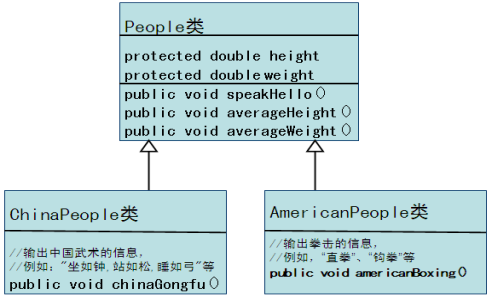 People类
protected double height
protected double weight
public void speakHello()
public void averageHeight()
public void averageWeight()
ChinaPeople类
//输出中国武术的信息,
//例如:"坐如钟,站如松,睡如弓"等
public void chinaGongfu()
AmericanPeople类
//输出拳击的信息,
//例如,“直拳”、“钩拳”等
public void americanBoxing()